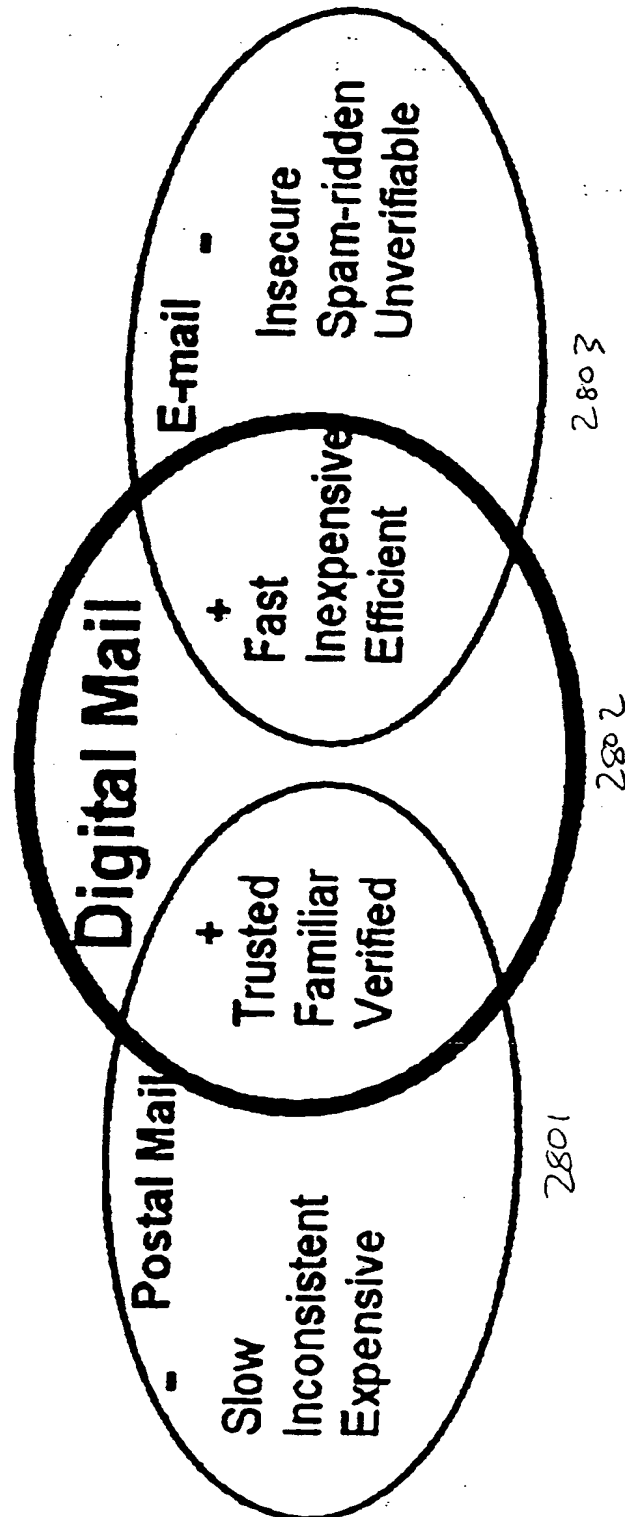 Digital Mail
- Postal Mail
Slow
Inconsistent
Expensive
+
Trusted
Familiar
Verified
+
Fast
Inexpensive
Efficient
E-mail -
Insecure
Spam-ridden
Unverifiable
2801
2802
2803